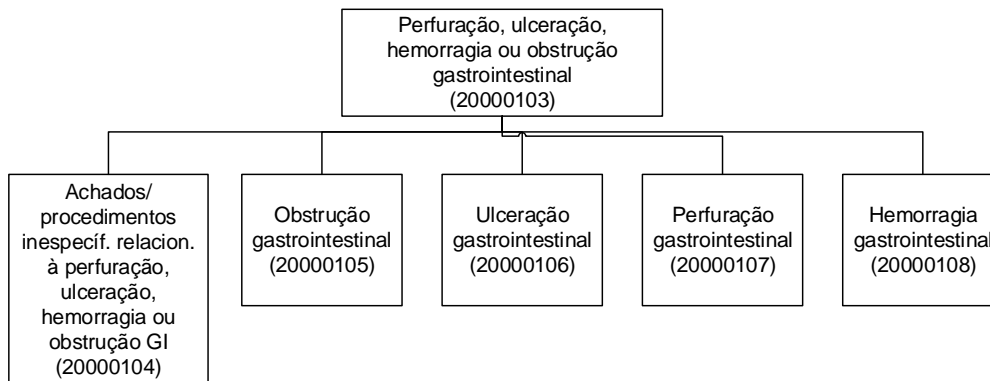 Perfuração, ulceração,
hemorragia ou obstrução
gastrointestinal
(20000103)
Achados/
procedimentos
inespecíf. relacion.
à perfuração,
ulceração,
hemorragia ou
obstrução GI
(20000104)
Obstrução
gastrointestinal
(20000105)
Ulceração
gastrointestinal
(20000106)
Perfuração
gastrointestinal
(20000107)
Hemorragia
gastrointestinal
(20000108)